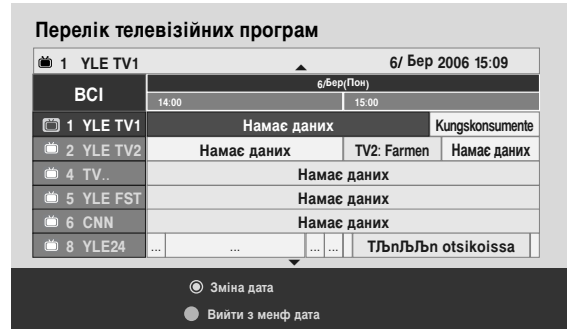 Перелік телевізійних програм
1 YLE TV1 6/ Бер 2006 15:09
ВСІ 6/Бер(Пон)
14:00 15:00
1 YLE TV1 Намає даних Kungskonsumente
2 YLE TV2 Намає даних TV2: Farmen Намає даних
4 TV.. Намає даних
5 YLE FST Намає даних
6 CNN Намає даних
8 YLE24 ... ... ... ... TЉnЉЉn otsikoissa
Зміна дата
Вийти з менф дата